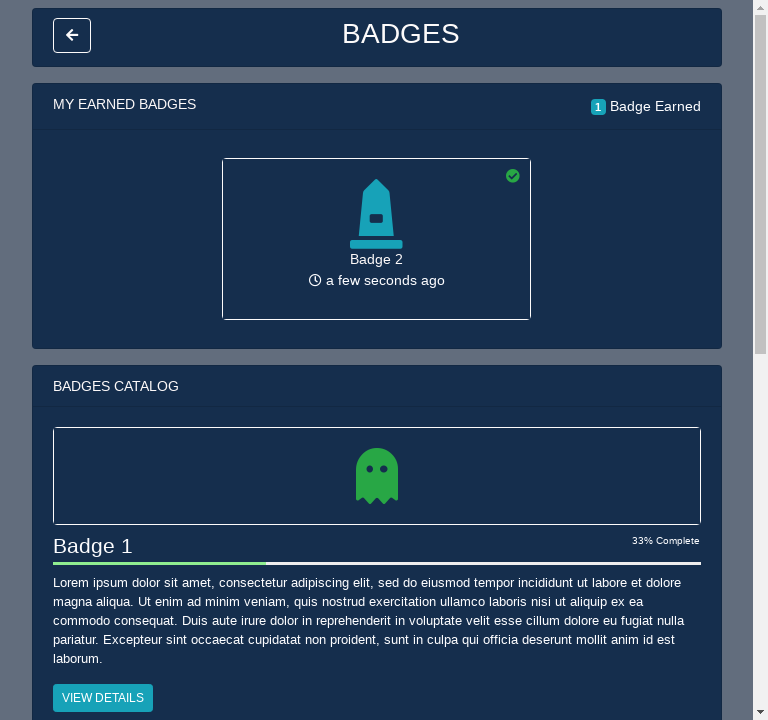 BADGES
MY EARNED BADGES
1 Badge Earned
Badge 2
a few seconds ago
BADGES CATALOG
Badge 1
33% Complete
Lorem ipsum dolor sit amet, consectetur adipiscing elit, sed do eiusmod tempor incididunt ut labore et dolore
magna aliqua. Ut enim ad minim veniam, quis nostrud exercitation ullamco laboris nisi ut aliquip ex ea
commodo consequat. Duis aute irure dolor in reprehenderit in voluptate velit esse cillum dolore eu fugiat nulla
pariatur. Excepteur sint occaecat cupidatat non proident, sunt in culpa qui officia deserunt mollit anim id est
laborum.
VIEW DETAILS